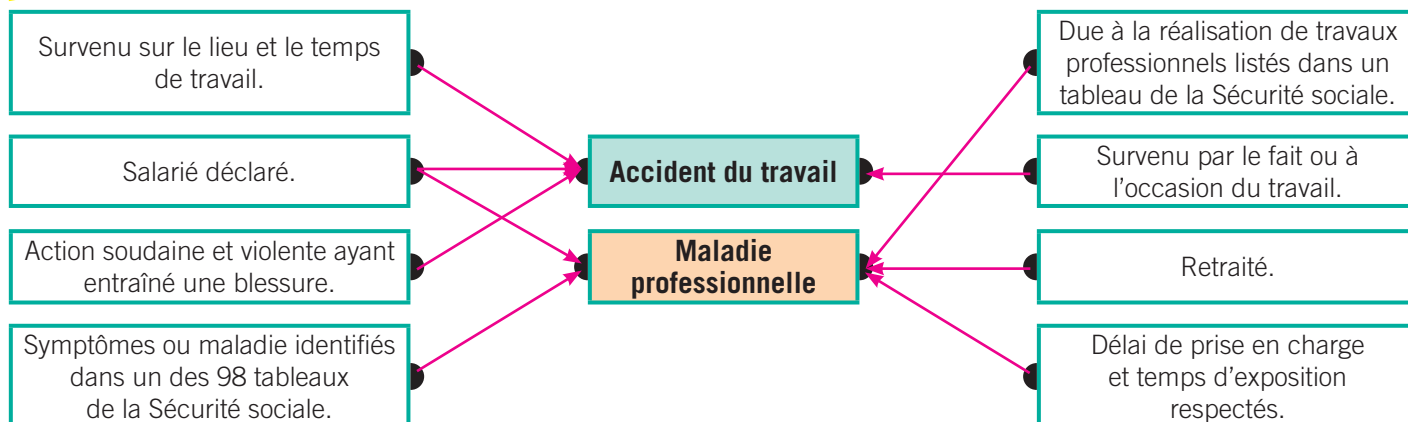 Survenu sur le lieu et le temps
de travail.
Salarié déclaré.
Action soudaine et violente ayant
entraîné une blessure.
Symptômes ou maladie identifiés
dans un des 98 tableaux
de la Sécurité sociale.
Accident du travail
Maladie
professionnelle
Due à la réalisation de travaux
professionnels listés dans un
tableau de la Sécurité sociale.
Survenu par le fait ou à
l’occasion du travail.
Retraité.
Délai de prise en charge
et temps d’exposition
respectés.